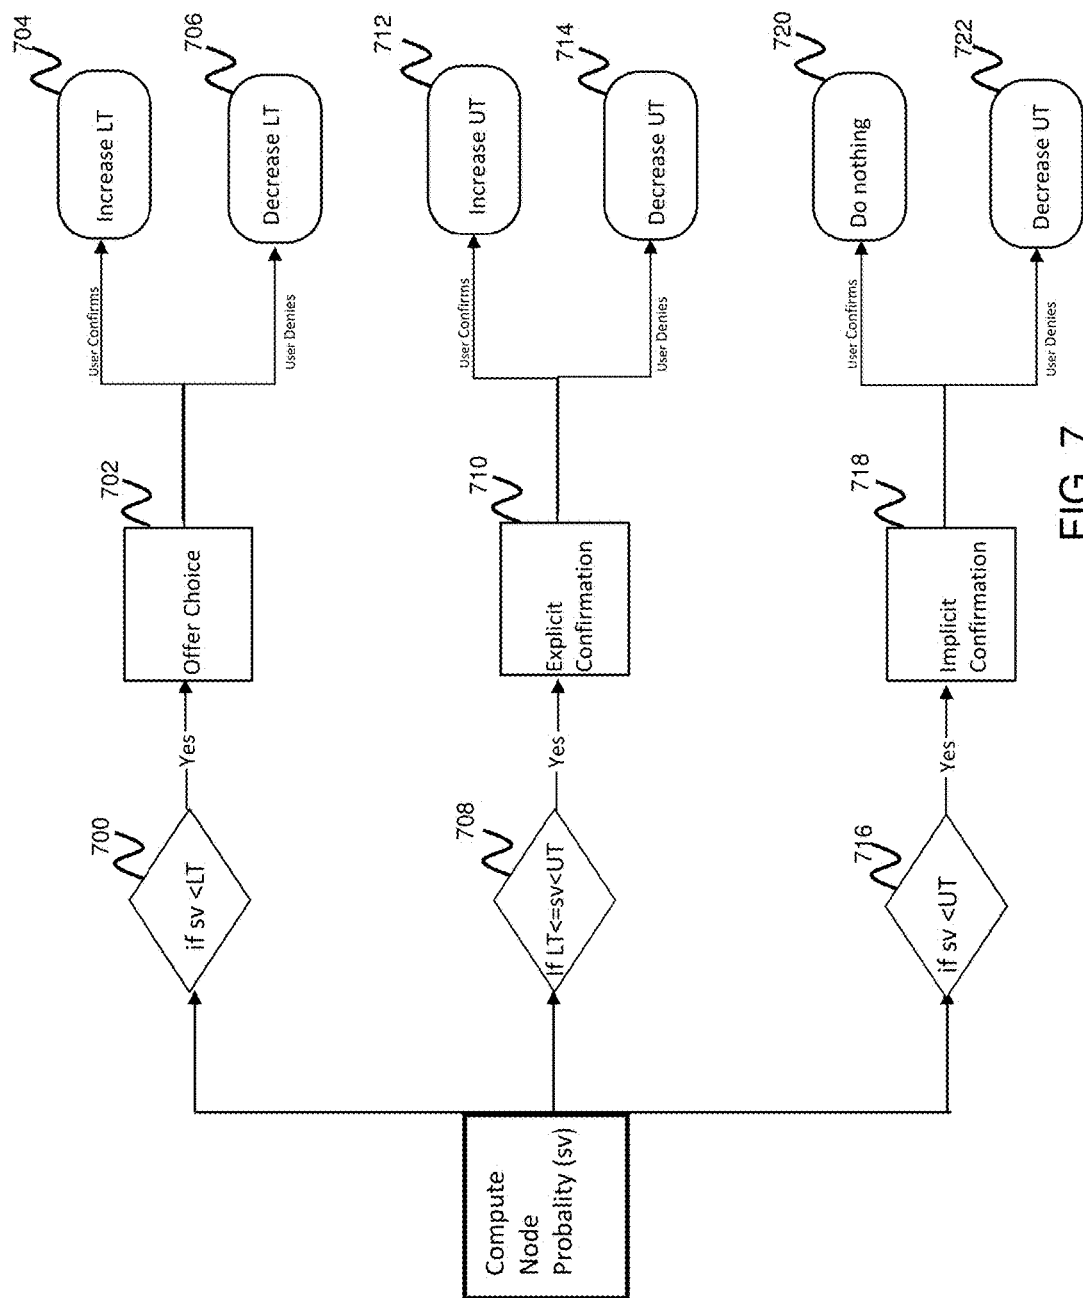 Compute
Node
Probality (sv)
700
if sv <LT
Yes
702
Offer Choice
User Confirms
704
Increase LT
User Denies
706
Decrease LT
708
If LT<=sv<UT
Yes
710
Explicit
Confirmation
User Confirms
712
Increase UT
User Denies
714
Decrease UT
716
if sv <UT
Yes
718
Implicit
Confirmation
User Confirms
720
Do nothing
User Denies
722
Decrease UT
FIG. 7